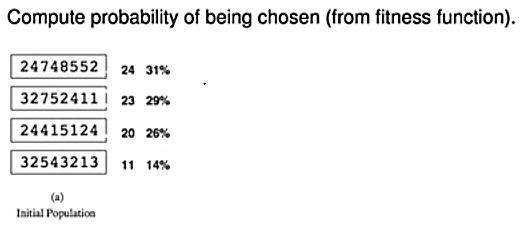 Compute probability of being chosen (from fitness function).
24748552 24 31%
32752411 23 29%
24415124 20 26%
32543213 11 14%
(a)
Initial Population